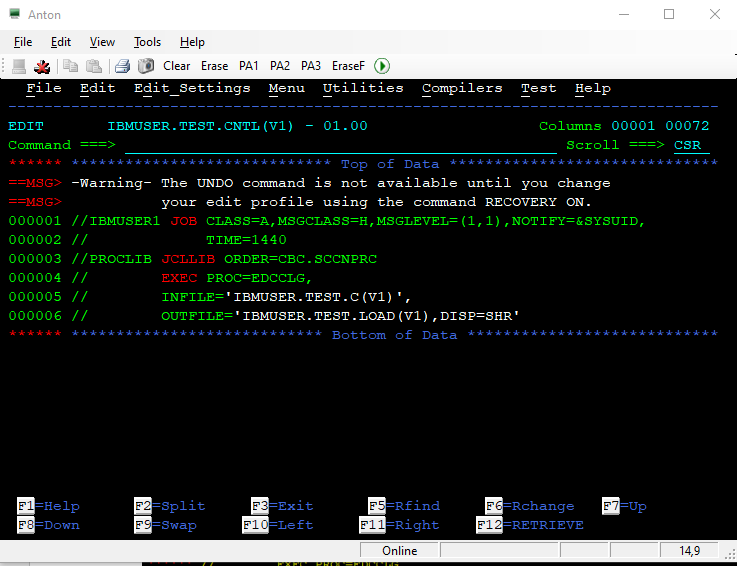 Anton
File Edit View Tools Help
Clear Erase PA1 PA2 PA3 EraseF
File Edit Edit_Settings Menu Utilities Compilers Test Help
EDIT IBMUSER.TEST.CNTL(V1) - 01.00 Columns 00001 00072
Command ===> Scroll ===> CSR
****** ***************************** Top of Data ******************************
==MSG> -Warning- The UNDO command is not available until you change
==MSG> your edit profile using the command RECOVERY ON.
000001 //IBMUSER1 JOB CLASS=A,MSGCLASS=H,MSGLEVEL=(1,1),NOTIFY=&SYSUID,
000002 // TIME=1440
000003 //PROCLIB JCLLIB ORDER=CBC.SCCNPRC
000004 // EXEC PROC=EDCCLG,
000005 // INFILE='IBMUSER.TEST.C(V1)',
000006 // OUTFILE='IBMUSER.TEST.LOAD(V1),DISP=SHR'
****** **************************** Bottom of Data ****************************
F1=Help F2=Split F3=Exit F5=Rfind F6=Rchange F7=Up
F8=Down F9=Swap F10=Left F11=Right F12=RETRIEVE
Online 14,9